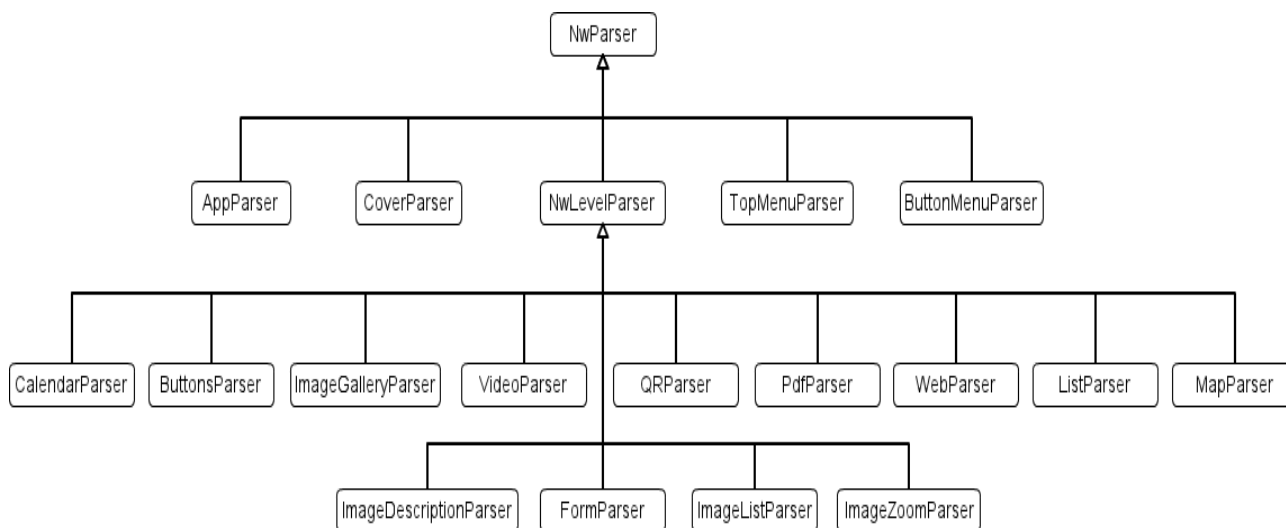 NwParser
AppParser
CoverParser
NwLevelParser
TopMenuParser
ButtonMenuParser
CalendarParser
ButtonsParser
ImageGalleryParser
VideoParser
QRParser
PdfParser
WebParser
ListParser
MapParser
ImageDescriptionParser
FormParser
ImageListParser
ImageZoomParser